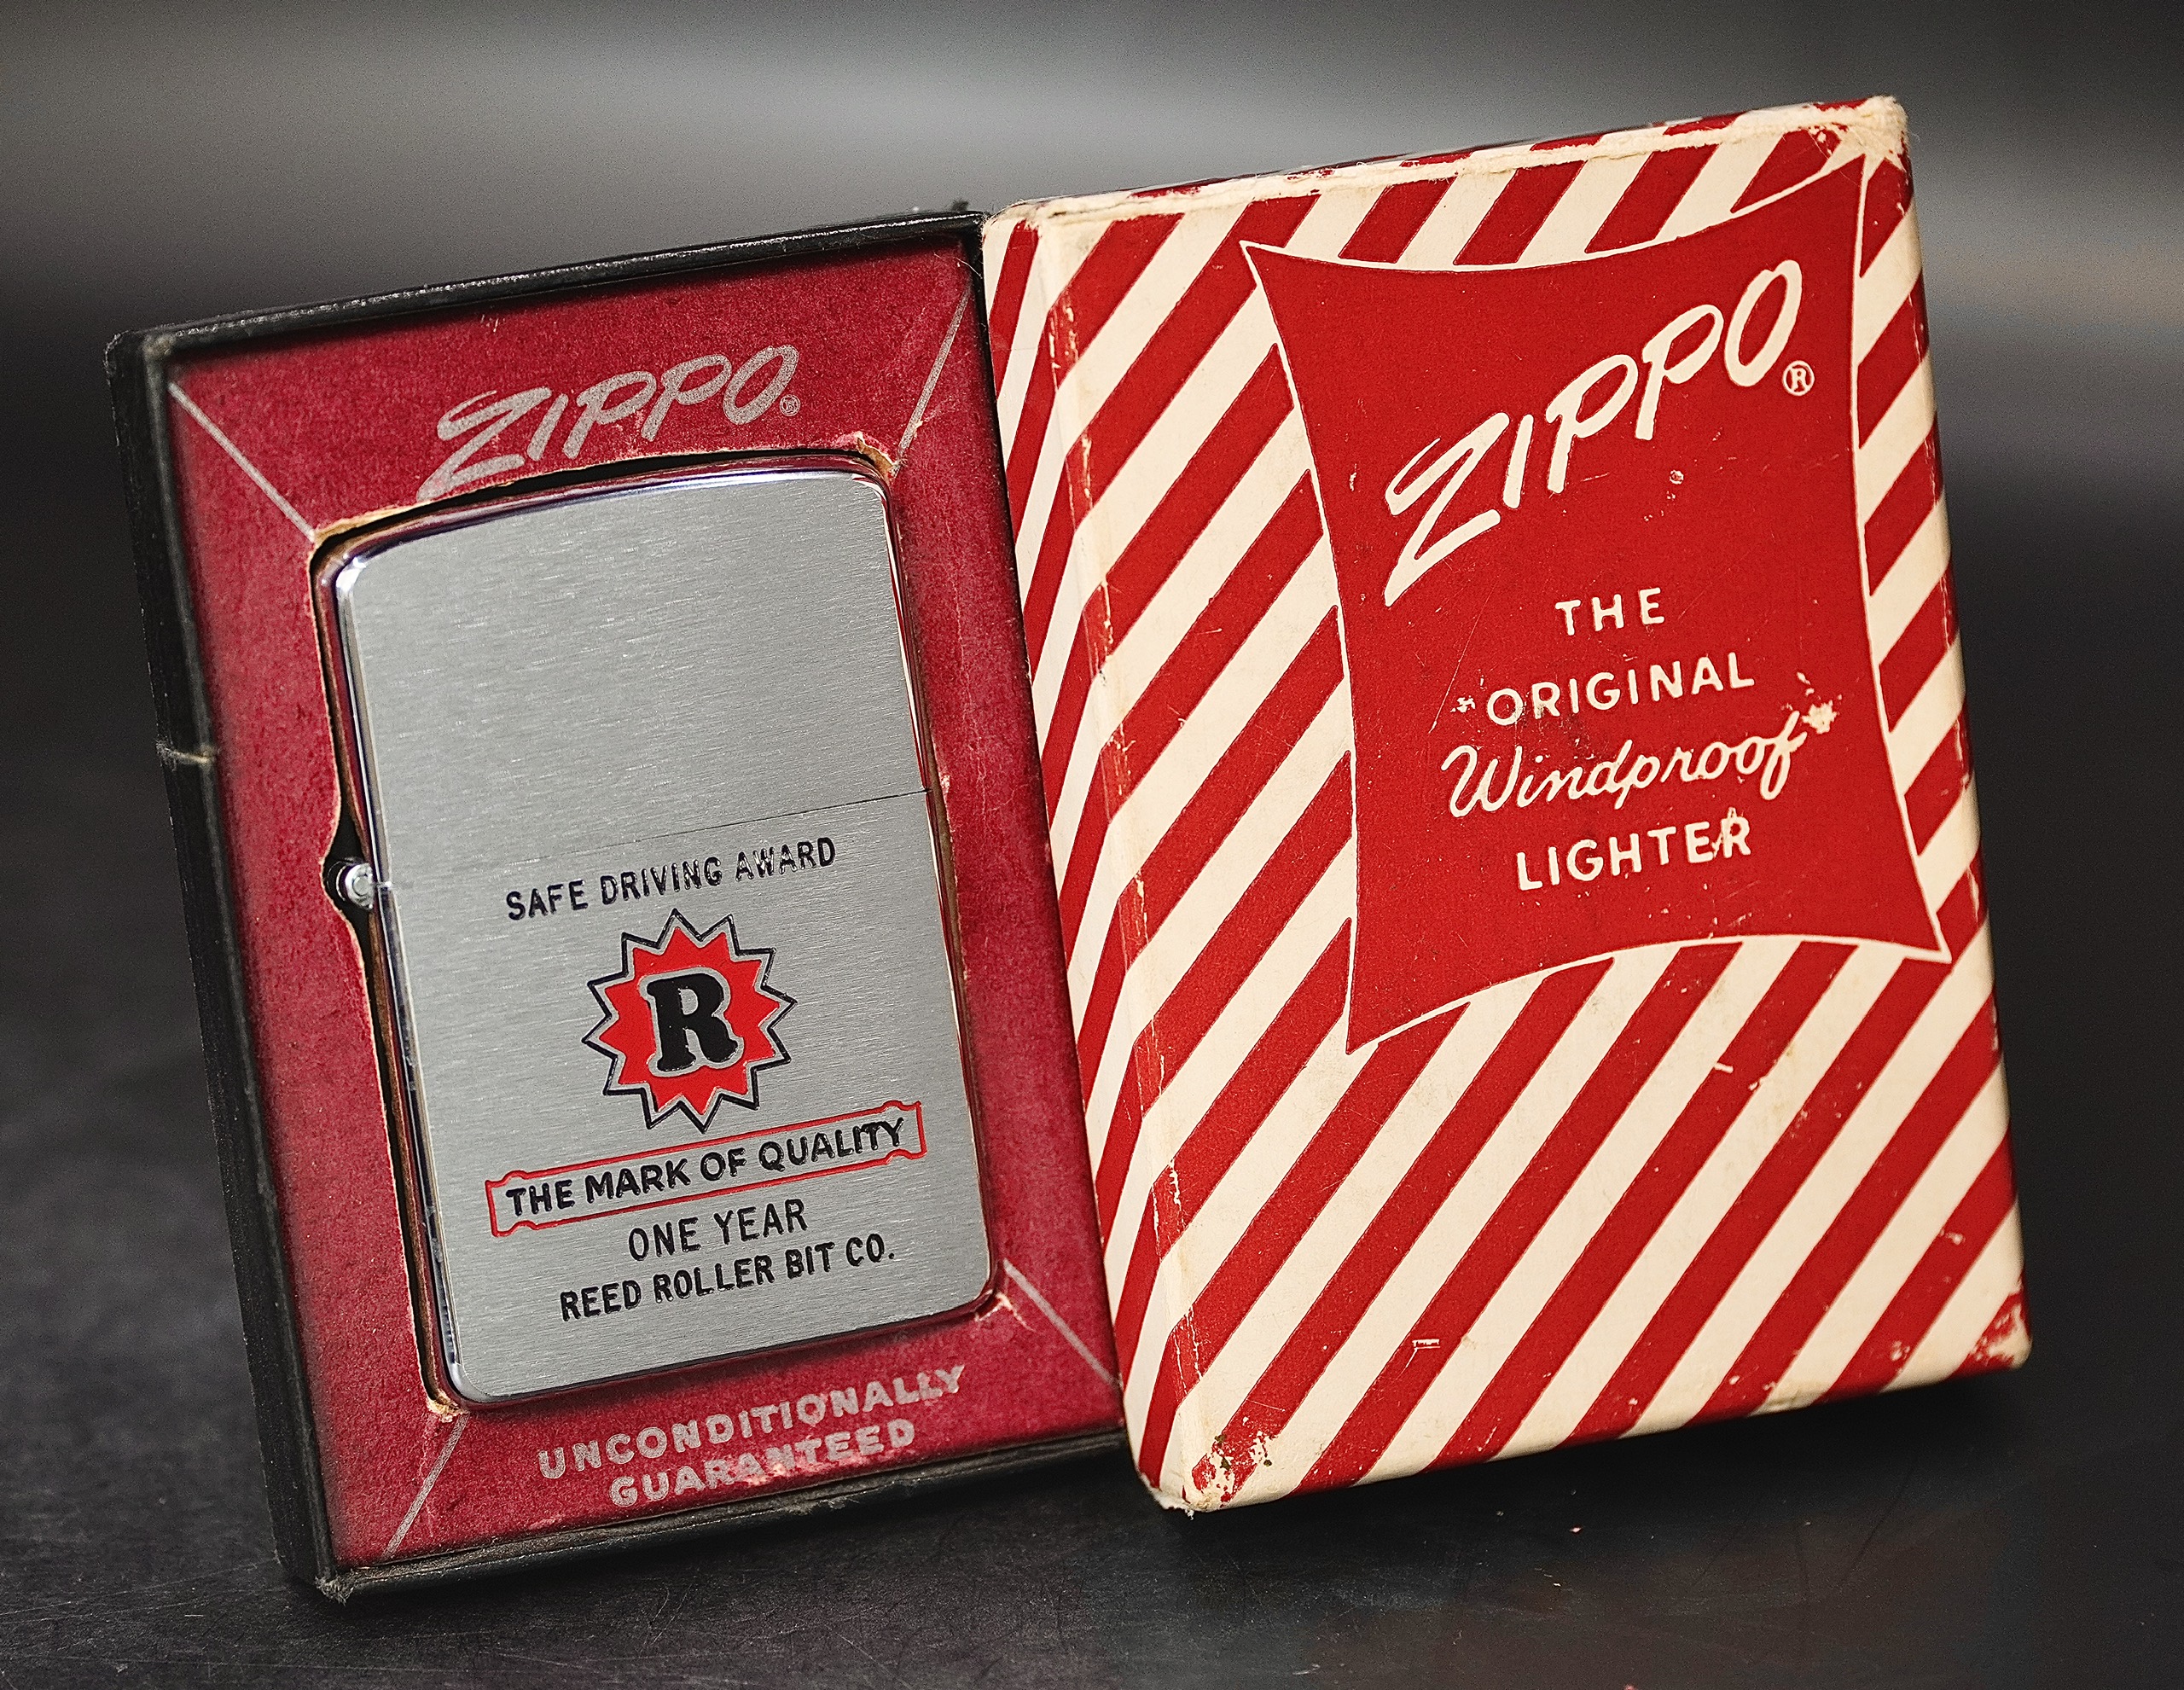 ZIPPO®
SAFE DRIVING AWARD
R
THE MARK OF QUALITY
ONE YEAR
REED ROLLER BIT CO.
UNCONDITIONALLY
GUARANTEED
ZIPPO®
THE
"ORIGINAL
Windproof"
LIGHTER